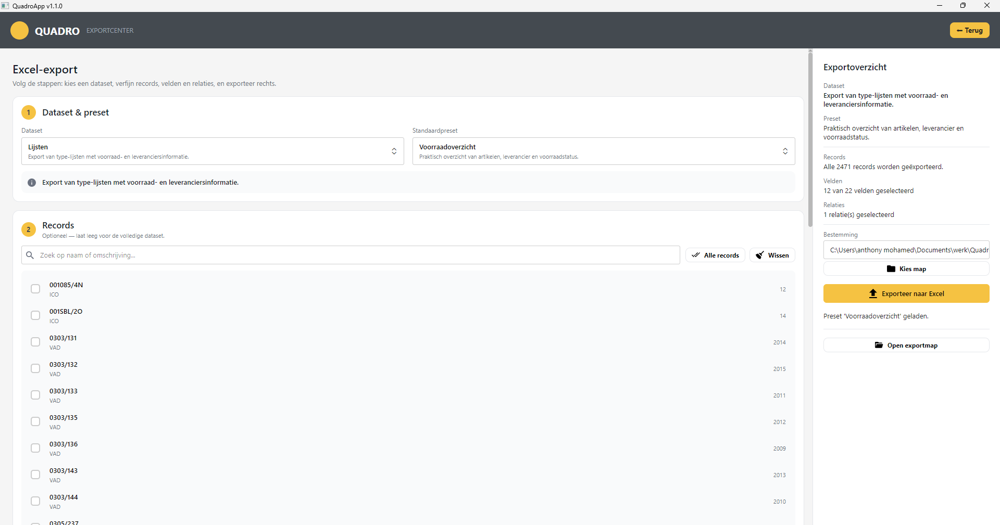 QuadroApp v1.1.0
QUADRO EXPORTCENTER
Terug
Excel-export
Volg de stappen: kies een dataset, verfijn records, velden en relaties, en exporteer rechts.
1 Dataset & preset
Dataset
Lijsten
Export van type-lijsten met voorraad- en leveranciersinformatie.
Standaardpreset
Voorraadoverzicht
Praktisch overzicht van artikelen, leverancier en voorraadstatus.
Export van type-lijsten met voorraad- en leveranciersinformatie.
2 Records
Optioneel — laat leeg voor de volledige dataset.
Zoek op naam of omschrijving...
Alle records
Wissen
001085/4N 12
ICO
001SBL/2O 14
ICO
0303/131 2014
VAD
0303/132 2015
VAD
0303/133 2011
VAD
0303/135 2012
VAD
0303/136 2009
VAD
0303/143 2013
VAD
0303/144 2010
VAD
0305/237
Exportoverzicht
Dataset
Export van type-lijsten met voorraad- en
leveranciersinformatie.
Preset
Praktisch overzicht van artikelen, leverancier en
voorraadstatus.
Records
Alle 2471 records worden geëxporteerd.
Velden
12 van 22 velden geselecteerd
Relaties
1 relatie(s) geselecteerd
Bestemming
C:\Users\anthony mohamed\Documents\werk\Quadr
Kies map
Exporteer naar Excel
Preset 'Voorraadoverzicht' geladen.
Open exportmap